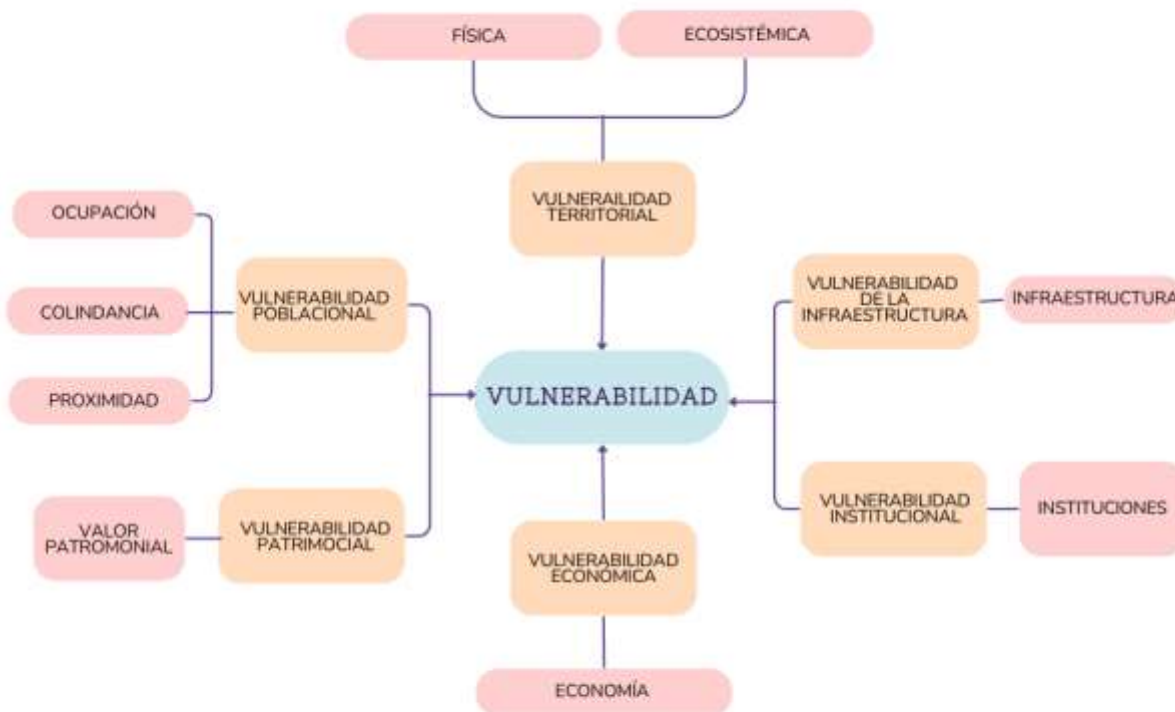 FÍSICA
ECOSISTÉMICA
VULNERAILIDAD
TERRITORIAL
OCUPACIÓN
COLINDANCIA
PROXIMIDAD
VULNERABILIDAD
POBLACIONAL
VALOR
PATROMONIAL
VULNERABILIDAD
PATRIMOCIAL
VULNERABILIDAD
VULNERABILIDAD
DE LA
INFRAESTRUCTURA
INFRAESTRUCTURA
VULNERABILIDAD
INSTITUCIONAL
INSTITUCIONES
VULNERABILIDAD
ECONÓMICA
ECONOMÍA